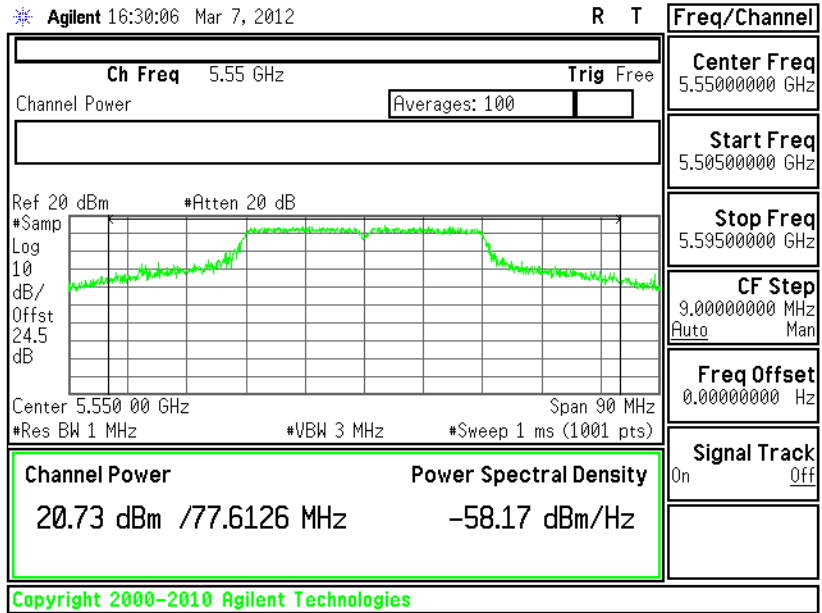 Agilent 16:30:06 Mar 7, 2012 R T
Freq/Channel
Ch Freq 5.55 GHz Trig Free
Channel Power Averages: 100
Center Freq
5.55000000 GHz
Start Freq
5.50500000 GHz
Stop Freq
5.59500000 GHz
CF Step
9.00000000 MHz
Auto Man
Freq Offset
0.00000000 Hz
Signal Track
On Off
Ref 20 dBm #Atten 20 dB
#Samp
Log
10
dB/
Offst
24.5
dB
Center 5.550 00 GHz Span 90 MHz
#Res BW 1 MHz #VBW 3 MHz #Sweep 1 ms (1001 pts)
Channel Power Power Spectral Density
20.73 dBm /77.6126 MHz -58.17 dBm/Hz
Copyright 2000-2010 Agilent Technologies